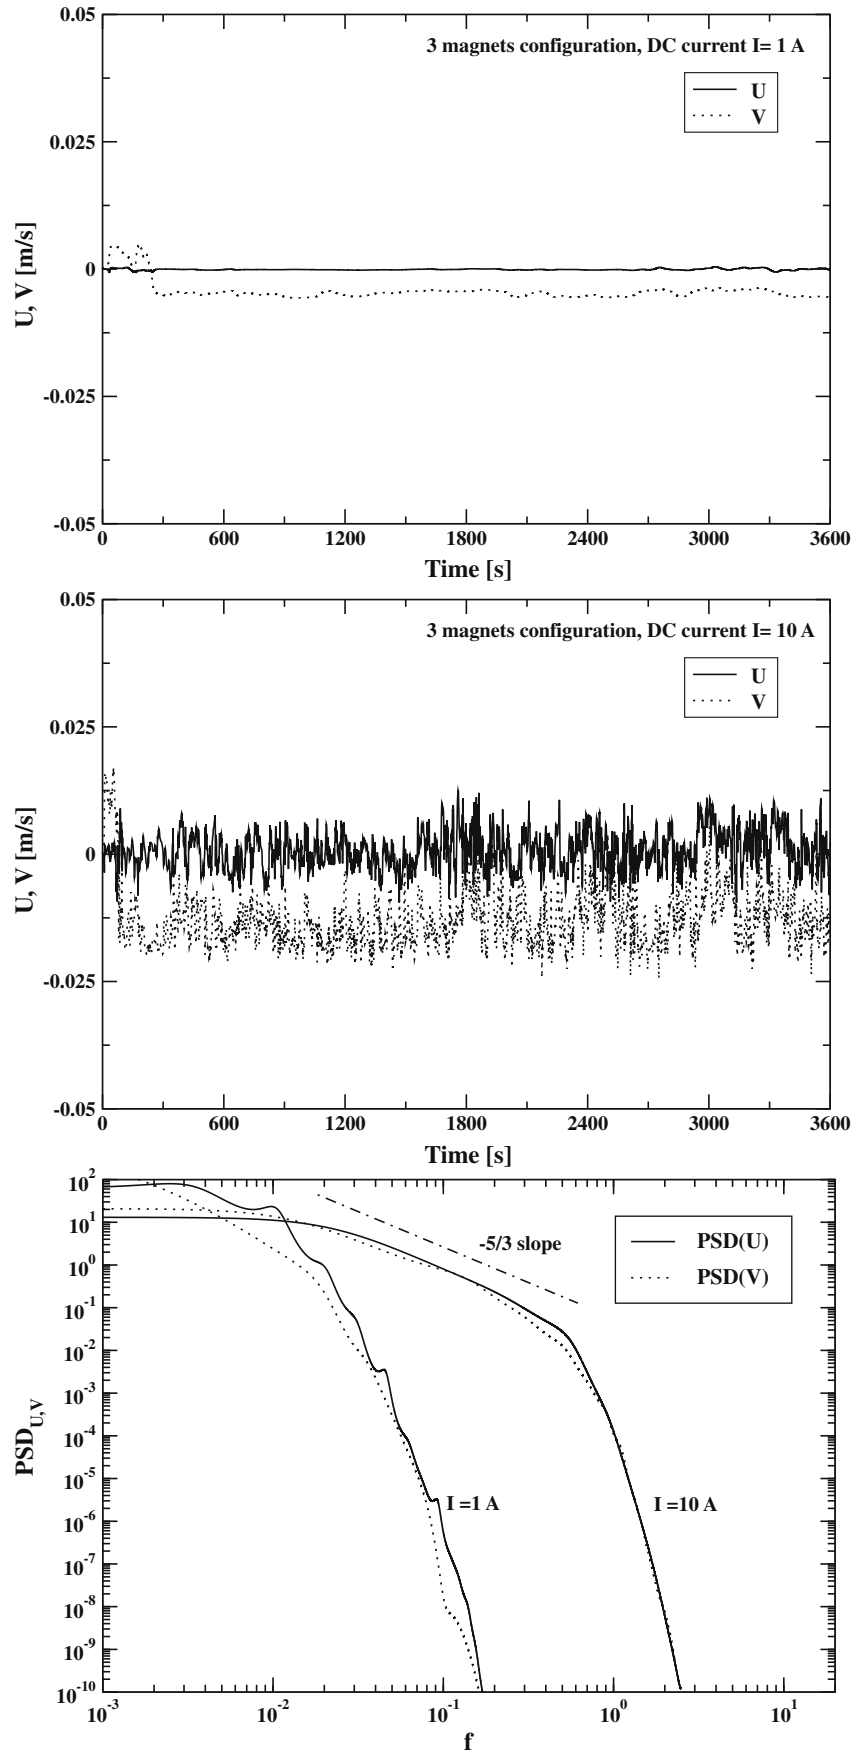 0.05
3 magnets configuration, DC current I= 1 A
U
V
0.025
U, V [m/s]
0
-0.025
-0.05
0 600 1200 1800 2400 3000 3600
Time [s]
0.05
3 magnets configuration, DC current I= 10 A
U
V
0.025
U, V [m/s]
0
-0.025
-0.05
0 600 1200 1800 2400 3000 3600
Time [s]
10^2
10^1
-5/3 slope
PSD(U)
10^0
PSD(V)
10^-1
10^-2
10^-3
PSD_U,V
10^-4
10^-5
I =1 A
I =10 A
10^-6
10^-7
10^-8
10^-9
10^-10
10^-3 10^-2 10^-1 10^0 10^1
f